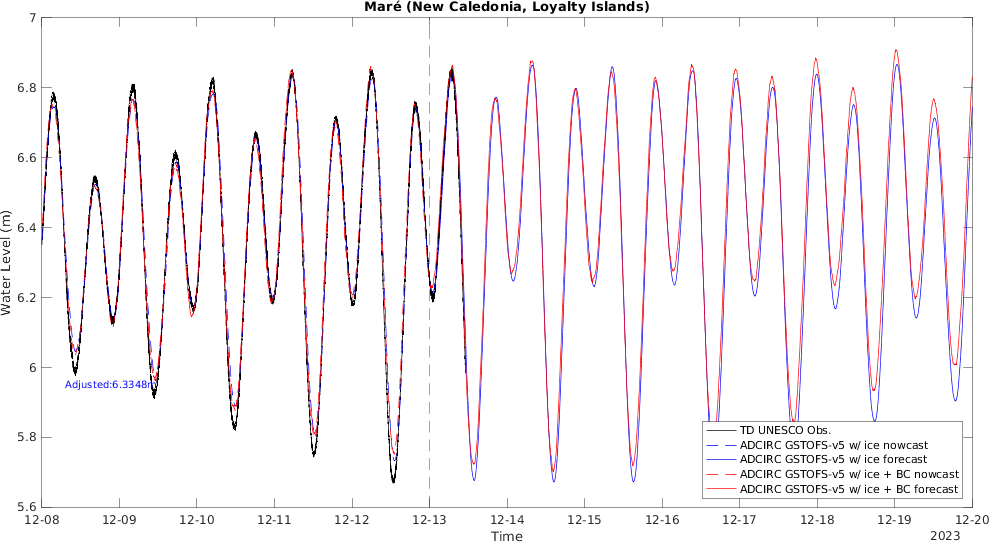 Maré (New Caledonia, Loyalty Islands)
7
6.8
6.6
6.4
6.2
6
5.8
5.6
Water Level (m)
Adjusted:6.3348m
TD UNESCO Obs.
ADCIRC GSTOFS-v5 w/ ice nowcast
ADCIRC GSTOFS-v5 w/ ice forecast
ADCIRC GSTOFS-v5 w/ ice + BC nowcast
ADCIRC GSTOFS-v5 w/ ice + BC forecast
12-08 12-09 12-10 12-11 12-12 12-13 12-14 12-15 12-16 12-17 12-18 12-19 12-20
Time
2023